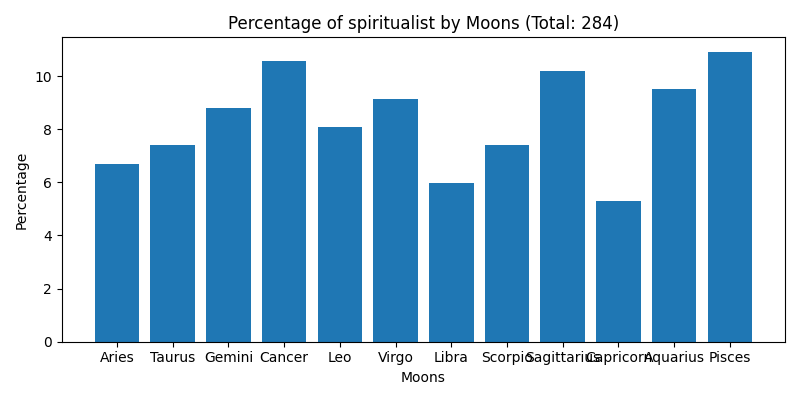 Percentage of spiritualist by Moons (Total: 284)
Percentage
10
8
6
4
2
0
Aries Taurus Gemini Cancer Leo Virgo Libra Scorpio Sagittarius Capricorn Aquarius Pisces
Moons